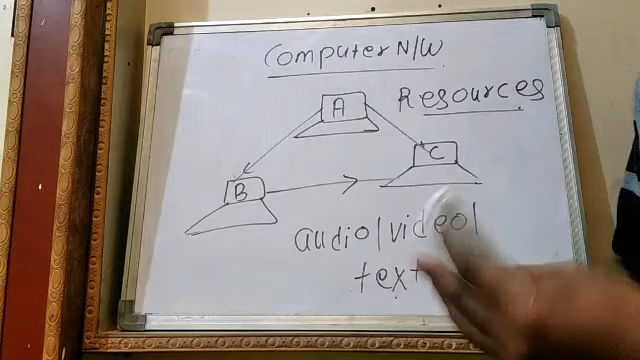 Computer N/W
Resources
A
B
C
audio/video/
text